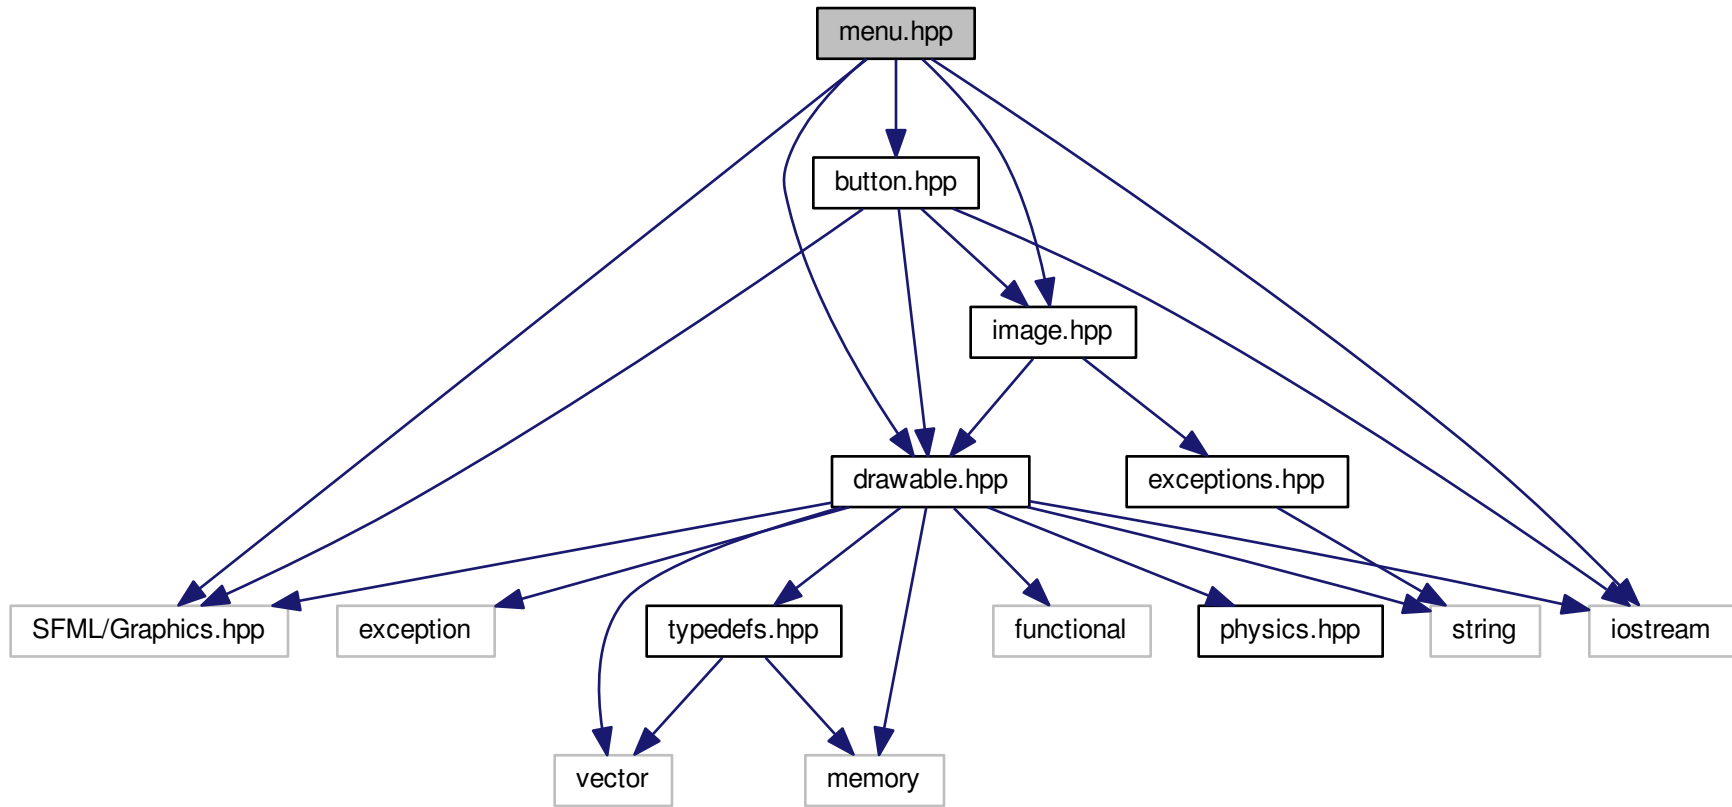 menu.hpp
button.hpp
image.hpp
drawable.hpp
exceptions.hpp
SFML/Graphics.hpp
exception
typedefs.hpp
functional
physics.hpp
string
iostream
vector
memory